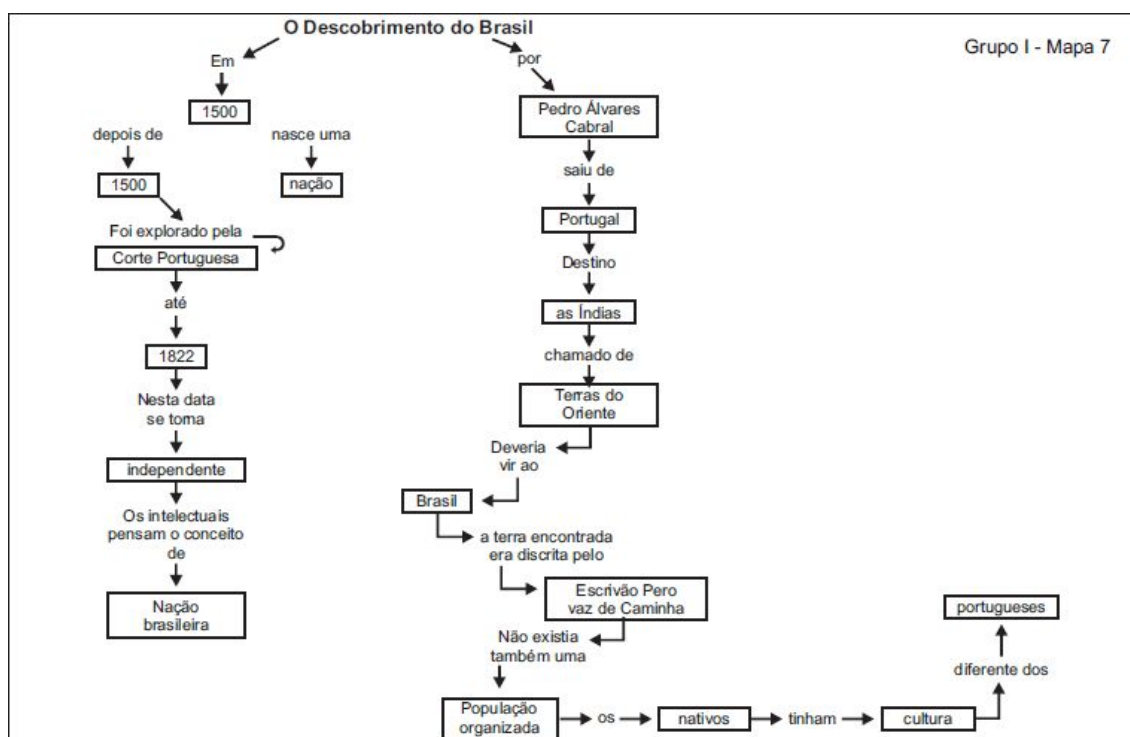 O Descobrimento do Brasil
Grupo I - Mapa 7
Em
1500
depois de
nasce uma
1500
nação
Foi explorado pela
Corte Portuguesa
até
1822
Nesta data
se torna
independente
Os intelectuais
pensam o conceito
de
Nação
brasileira
por
Pedro Álvares
Cabral
saiu de
Portugal
Destino
as Índias
chamado de
Terras do
Oriente
Deveria
vir ao
Brasil
a terra encontrada
era discrita pelo
Escrivão Pero
vaz de Caminha
Não existia
também uma
População
organizada
os
nativos
tinham
cultura
diferente dos
portugueses